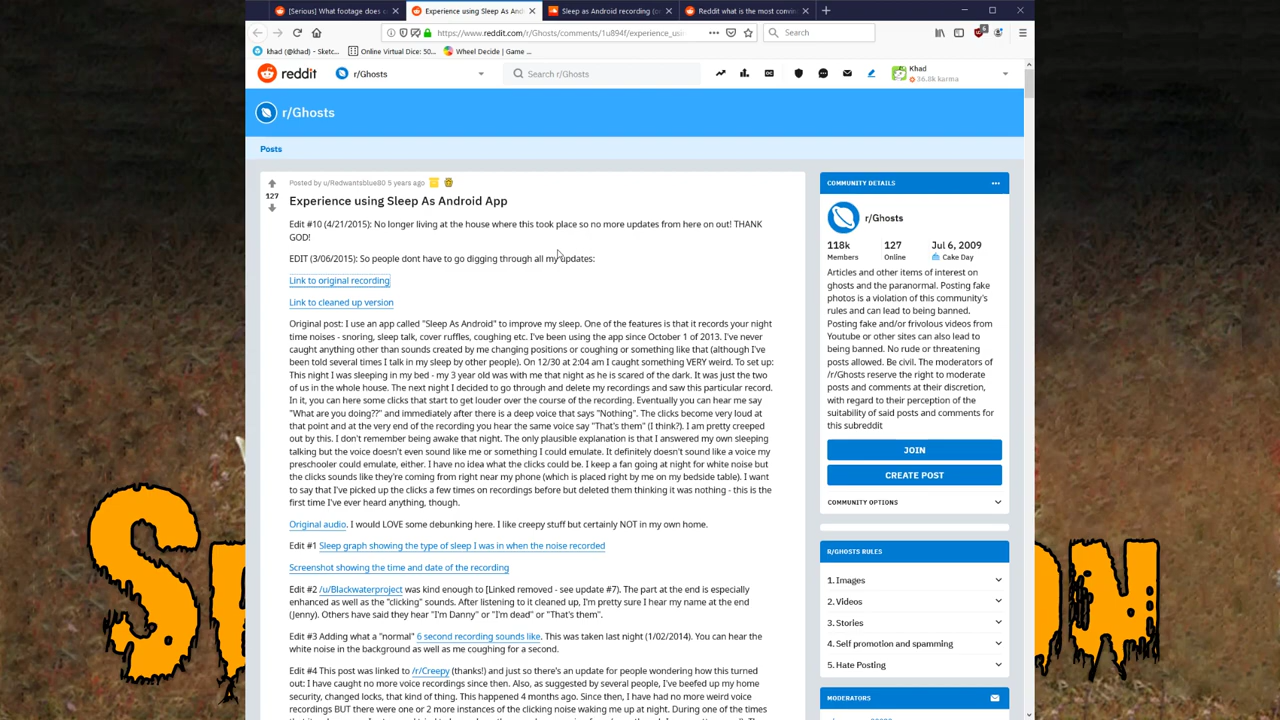 [Serious] What footage does
Experience using Sleep As And
Sleep as Android recording (o
Reddit what is the most convin
https://www.reddit.com/r/Ghosts/comments/1u894f/experience_usi
Search
khad (@khad) - Sketc...
Online Virtual Dice: 50...
Wheel Decide | Game ...
reddit
r/Ghosts
Search r/Ghosts
Khad
36.8k karma
r/Ghosts
Posts
127
Posted by u/Redwantsblue80 5 years ago
Experience using Sleep As Android App
Edit #10 (4/21/2015): No longer living at the house where this took place so no more updates from here on out! THANK
GOD!
EDIT (3/06/2015): So people dont have to go digging through all my updates:
Link to original recording
Link to cleaned up version
Original post: I use an app called "Sleep As Android" to improve my sleep. One of the features is that it records your night
time noises - snoring, sleep talk, cover ruffles, coughing etc. I've been using the app since October 1 of 2013. I've never
caught anything other than sounds created by me changing positions or coughing or something like that (although I've
been told several times I talk in my sleep by other people). On 12/30 at 2:04 am I caught something VERY weird. To set up:
This night I was sleeping in my bed - my 3 year old was with me that night as he is scared of the dark. It was just the two
of us in the whole house. The next night I decided to go through and delete my recordings and saw this particular record.
In it, you can here some clicks that start to get louder over the course of the recording. Eventually you can hear me say
"What are you doing??" and immediately after there is a deep voice that says "Nothing". The clicks become very loud at
that point and at the very end of the recording you hear the same voice say "That's them" (I think?). I am pretty creeped
out by this. I don't remember being awake that night. The only plausible explanation is that I answered my own sleeping
talking but the voice doesn't even sound like me or something I could emulate. It definitely doesn't sound like a voice my
preschooler could emulate, either. I have no idea what the clicks could be. I keep a fan going at night for white noise but
the clicks sounds like they're coming from right near my phone (which is placed right by me on my bedside table). I want
to say that I've picked up the clicks a few times on recordings before but deleted them thinking it was nothing - this is the
first time I've ever heard anything, though.
Original audio. I would LOVE some debunking here. I like creepy stuff but certainly NOT in my own home.
Edit #1 Sleep graph showing the type of sleep I was in when the noise recorded
Screenshot showing the time and date of the recording
Edit #2 /u/Blackwaterproject was kind enough to [Linked removed - see update #7). The part at the end is especially
enhanced as well as the "clicking" sounds. After listening to it cleaned up, I'm pretty sure I hear my name at the end
(Jenny). Others have said they hear "I'm Danny" or "I'm dead" or "That's them".
Edit #3 Adding what a "normal" 6 second recording sounds like. This was taken last night (1/02/2014). You can hear the
white noise in the background as well as me coughing for a second.
Edit #4 This post was linked to /r/Creepy (thanks!) and just so there's an update for people wondering how this turned
out: I have caught no more voice recordings since then. Also, as suggested by several people, I've beefed up my home
security, changed locks, that kind of thing. This happened 4 months ago. Since then, I have had no more weird voice
recordings BUT there were one or 2 more instances of the clicking noise waking me up at night. During one of the times
COMMUNITY DETAILS
r/Ghosts
118k
127
Jul 6, 2009
Members
Online
Cake Day
Articles and other items of interest on
ghosts and the paranormal. Posting fake
photos is a violation of this community's
rules and can lead to being banned.
Posting fake and/or frivolous videos from
Youtube or other sites can also lead to
being banned. No rude or threatening
posts allowed. Be civil. The moderators of
/r/Ghosts reserve the right to moderate
posts and comments at their discretion,
with regard to their perception of the
suitability of said posts and comments for
this subreddit
JOIN
CREATE POST
COMMUNITY OPTIONS
R/GHOSTS RULES
1. Images
2. Videos
3. Stories
4. Self promotion and spamming
5. Hate Posting
MODERATORS